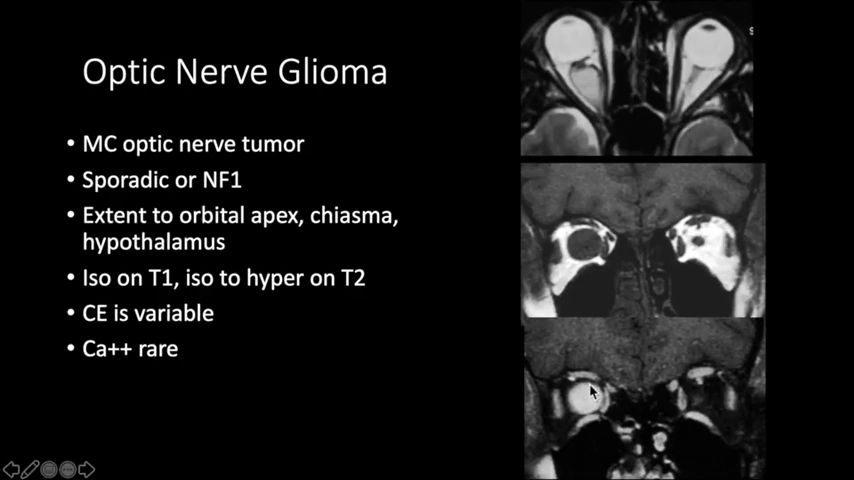 Optic Nerve Glioma
• MC optic nerve tumor
• Sporadic or NF1
• Extent to orbital apex, chiasma,
hypothalamus
• Iso on T1, iso to hyper on T2
• CE is variable
• Ca++ rare